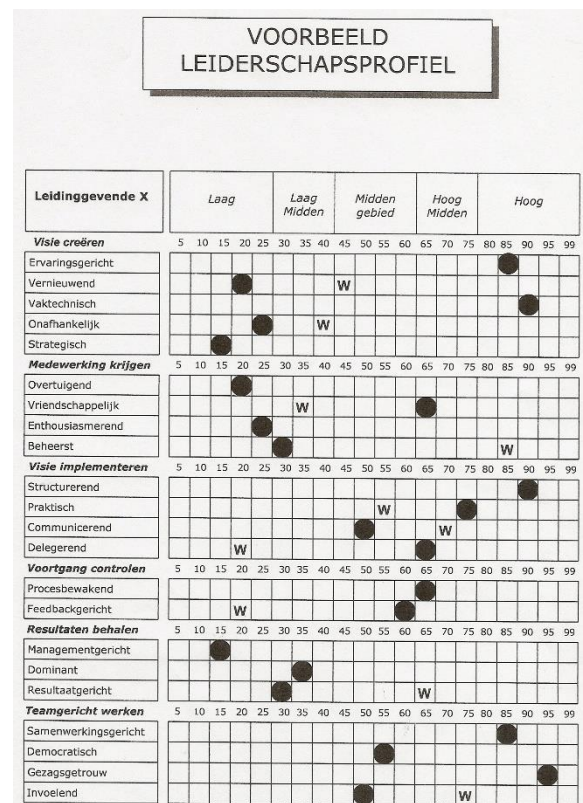 VOORBEELD
LEIDERSCHAPSPROFIEL
Leidinggevende X
Laag
Laag Midden
Midden gebied
Hoog Midden
Hoog
Visie creëren 5 10 15 20 25 30 35 40 45 50 55 60 65 70 75 80 85 90 95 99
Ervaringsgericht
Vernieuwend W
Vaktechnisch
Onafhankelijk W
Strategisch
Medewerking krijgen 5 10 15 20 25 30 35 40 45 50 55 60 65 70 75 80 85 90 95 99
Overtuigend
Vriendschappelijk W
Enthousiasmerend
Beheerst W
Visie implementeren 5 10 15 20 25 30 35 40 45 50 55 60 65 70 75 80 85 90 95 99
Structurerend
Praktisch W
Communicerend W
Delegerend W
Voortgang controlen 5 10 15 20 25 30 35 40 45 50 55 60 65 70 75 80 85 90 95 99
Procesbewakend
Feedbackgericht W
Resultaten behalen 5 10 15 20 25 30 35 40 45 50 55 60 65 70 75 80 85 90 95 99
Managementgericht
Dominant
Resultaatgericht W
Teamgericht werken 5 10 15 20 25 30 35 40 45 50 55 60 65 70 75 80 85 90 95 99
Samenwerkingsgericht
Democratisch
Gezagsgetrouw
Invoelend W